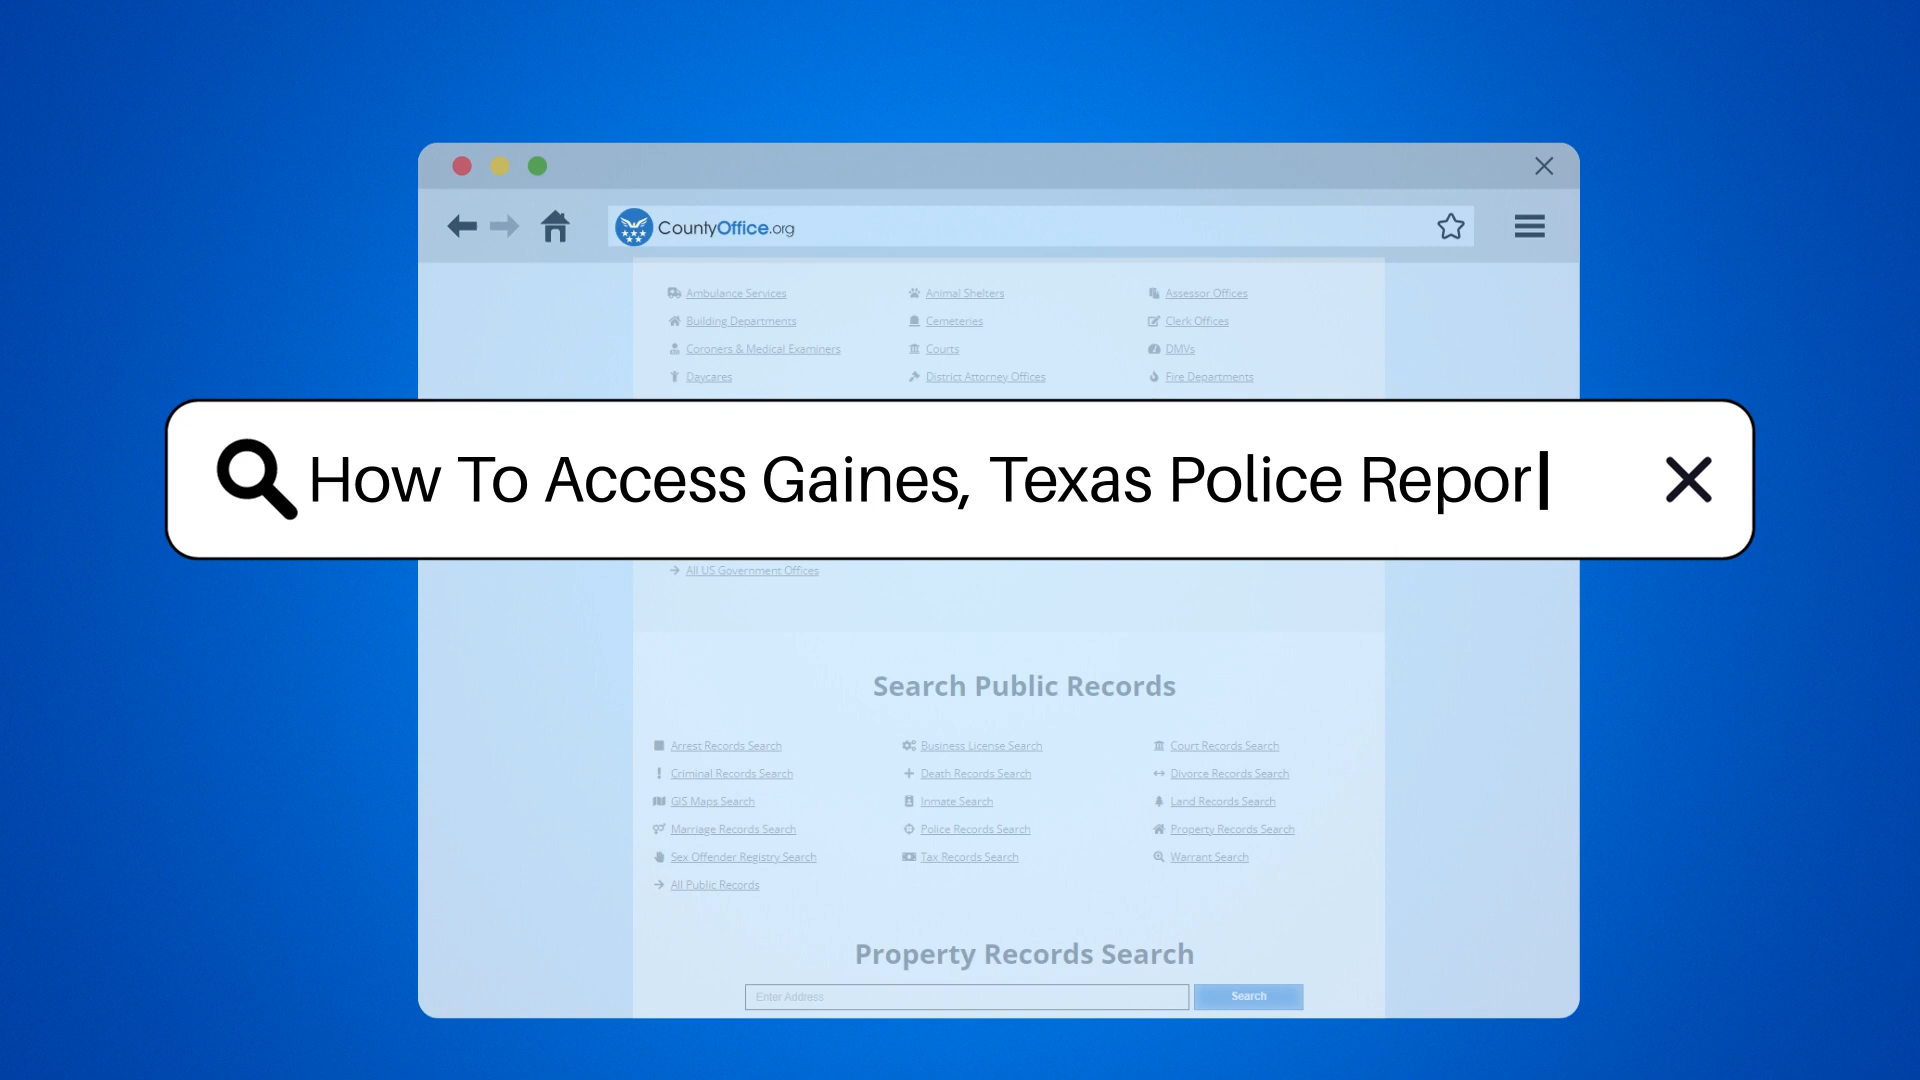 CountyOffice.org
Ambulance Services Animal Shelters Assessor Offices
Building Departments Cemeteries Clerk Offices
Coroners & Medical Examiners Courts DMVs
Daycares District Attorney Offices Fire Departments
How To Access Gaines, Texas Police Repor
All US Government Offices
Search Public Records
Arrest Records Search Business License Search Court Records Search
Criminal Records Search Death Records Search Divorce Records Search
GIS Maps Search Inmate Search Land Records Search
Marriage Records Search Police Records Search Property Records Search
Sex Offender Registry Search Tax Records Search Warrant Search
All Public Records
Property Records Search
Enter Address Search